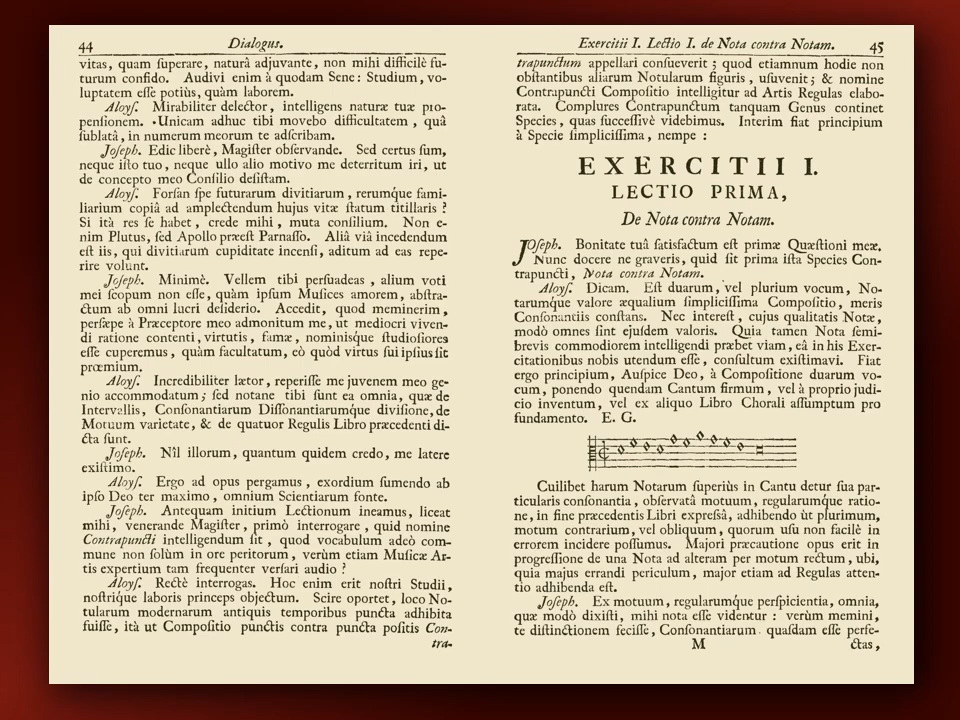 44 Dialogus.
vitas, quam ſuperare, naturâ adjuvante, non mihi difficilè fu-
turum confido. Audivi enim à quodam Sene: Studium, vo-
luptatem eſſe potiùs, quàm laborem.
Aloyſ. Mirabiliter delector, intelligens naturæ tuæ pro-
penſionem. Unicam adhuc tibi movebo difficultatem, quâ
ſublatâ, in numerum meorum te adſcribam.
Joſeph. Edic liberè, Magiſter obſervande. Sed certus ſum,
neque iſto tuo, neque ullo alio motivo me deterritum iri, ut
de concepto meo Conſilio deſiſtam.
Aloyſ. Forſan ſpe futurarum divitiarum, rerumq́ue fami-
liarium copiâ ad amplectendum hujus vitæ ſtatum titillaris ?
Si ità res ſe habet, crede mihi, muta conſilium. Non e-
nim Plutus, ſed Apollo præeſt Parnaſſo. Aliâ viâ incedendum
eſt iis, qui divitiarum cupiditate incenſi, aditum ad eas repe-
rire volunt.
Joſeph. Minimè. Vellem tibi perſuadeas, alium voti
mei ſcopum non eſſe, quàm ipſum Muſices amorem, abſtra-
ctum ab omni lucri deſiderio. Accedit, quod meminerim,
perſæpe à Præceptore meo admonitum me, ut mediocri viven-
di ratione contenti, virtutis, famæ, nominisque ſtudioſiores
eſſe cuperemus, quàm facultatum, eò quòd virtus ſui ipſius ſit
prœmium.
Aloyſ. Incredibiliter lætor, reperiſſe me juvenem meo ge-
nio accommodatum; ſed notane tibi ſunt ea omnia, quæ de
Intervallis, Conſonantiarum Diſſonantiarumque diviſione, de
Motuum varietate, & de quatuor Regulis Libro præcedenti di-
cta ſunt.
Joſeph. Nîl illorum, quantum quidem credo, me latere
exiſtimo.
Aloyſ. Ergo ad opus pergamus, exordium ſumendo ab
ipſo Deo ter maximo, omnium Scientiarum fonte.
Joſeph. Antequam initium Lectionum ineamus, liceat
mihi, venerande Magiſter, primò interrogare, quid nomine
Contrapuncti intelligendum ſit, quod vocabulum adeò com-
mune non ſolùm in ore peritorum, verùm etiam Muſicæ Ar-
tis expertium tam frequenter verſari audio ?
Aloyſ. Rectè interrogas. Hoc enim erit noſtri Studii,
noſtriq́ue laboris princeps objectum. Scire oportet, loco No-
tularum modernarum antiquis temporibus puncta adhibita
fuiſſe, ità ut Compoſitio punctis contra puncta poſitis Con-
tra-
Exercitii I. Lectio I. de Nota contra Notam. 45
trapunctum appellari conſueverit; quod etiamnum hodie non
obſtantibus aliarum Notularum figuris, uſuvenit; & nomine
Contrapuncti Compoſitio intelligitur ad Artis Regulas elabo-
rata. Complures Contrapunctum tanquam Genus continet
Species, quas ſucceſſivè videbimus. Interim fiat principium
à Specie ſimpliciſſima, nempe :
EXERCITII I.
LECTIO PRIMA,
De Nota contra Notam.
JOſeph. Bonitate tuâ ſatisfactum eſt primæ Quæſtioni meæ.
Nunc docere ne graveris, quid ſit prima iſta Species Con-
trapuncti, Nota contra Notam.
Aloyſ. Dicam. Eſt duarum, vel plurium vocum, No-
tarumque valore æqualium ſimpliciſſima Compoſitio, meris
Conſonantiis conſtans. Nec intereſt, cujus qualitatis Notæ,
modò omnes ſint ejuſdem valoris. Quia tamen Nota ſemi-
brevis commodiorem intelligendi præbet viam, eâ in his Exer-
citationibus nobis utendum eſſe, conſultum exiſtimavi. Fiat
ergo principium, Auſpice Deo, à Compoſitione duarum vo-
cum, ponendo quendam Cantum firmum, vel à proprio judi-
cio inventum, vel ex aliquo Libro Chorali aſſumptum pro
fundamento. E. G.
Cuilibet harum Notarum ſuperiùs in Cantu detur ſua par-
ticularis conſonantia, obſervatâ motuum, regularumq́ue ratio-
ne, in fine præcedentis Libri expreſsâ, adhibendo ùt plurimum,
motum contrarium, vel obliquum, quorum uſu non facilè in
errorem incidere poſſumus. Majori præcautione opus erit in
progreſſione de una Nota ad alteram per motum rectum, ubi,
quia majus errandi periculum, major etiam ad Regulas atten-
tio adhibenda eſt.
Joſeph. Ex motuum, regularumq́ue perſpicientia, omnia,
quæ modò dixiſti, mihi nota eſſe videntur : verùm memini,
te diſtinctionem feciſſe, Conſonantiarum quaſdam eſſe perfe-
M ctas,